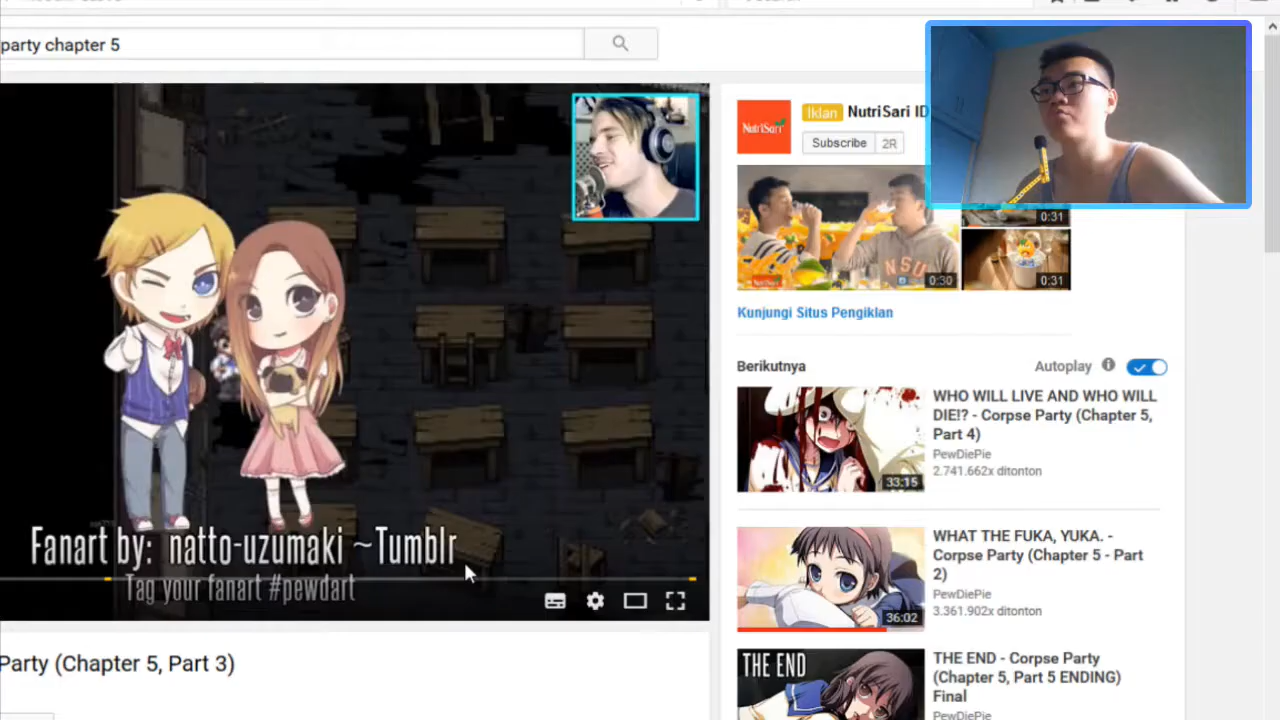 party chapter 5
Iklan NutriSari ID
NutriSari
Subscribe 2R
0:31
NSU
0:30
0:31
Kunjungi Situs Pengiklan
Berikutnya
Autoplay
WHO WILL LIVE AND WHO WILL
DIE!? - Corpse Party (Chapter 5,
Part 4)
PewDiePie
2.741.662x ditonton
33:15
WHAT THE FUKA, YUKA. -
Corpse Party (Chapter 5 - Part
2)
PewDiePie
3.361.902x ditonton
36:02
THE END
THE END - Corpse Party
(Chapter 5, Part 5 ENDING)
Final
PewDiePie
Fanart by: natto-uzumaki ~Tumblr
Tag your fanart #pewdart
Party (Chapter 5, Part 3)